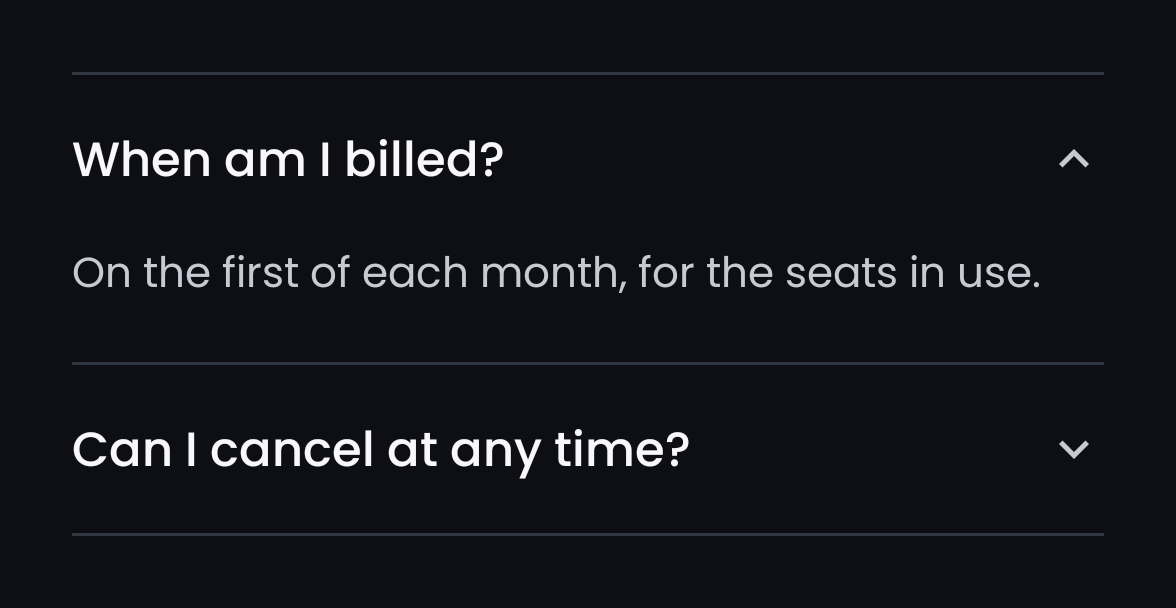 When am I billed?
On the first of each month, for the seats in use.
Can I cancel at any time?